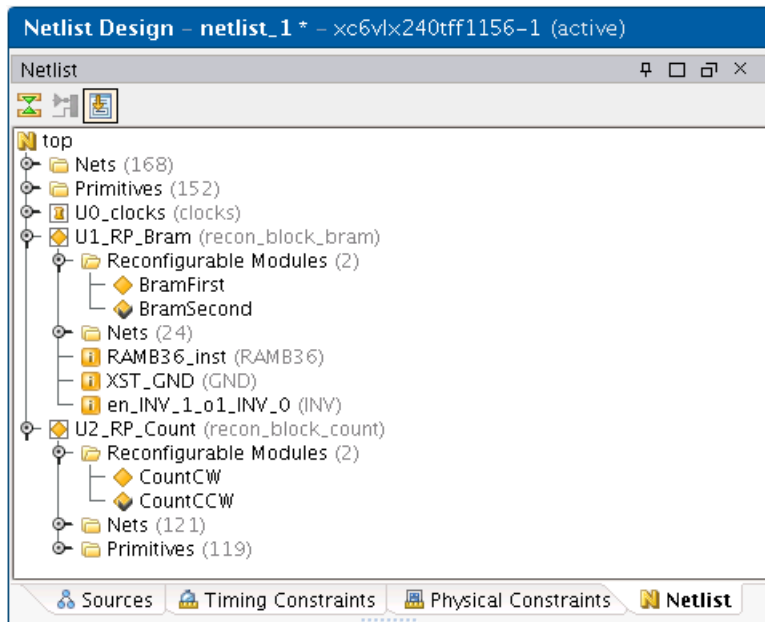 Netlist Design – netlist_1 * – xc6vlx240tff1156–1 (active)
Netlist
top
Nets (168)
Primitives (152)
U0_clocks (clocks)
U1_RP_Bram (recon_block_bram)
Reconfigurable Modules (2)
BramFirst
BramSecond
Nets (24)
RAMB36_inst (RAMB36)
XST_GND (GND)
en_INV_1_o1_INV_0 (INV)
U2_RP_Count (recon_block_count)
Reconfigurable Modules (2)
CountCW
CountCCW
Nets (121)
Primitives (119)
Sources Timing Constraints Physical Constraints Netlist